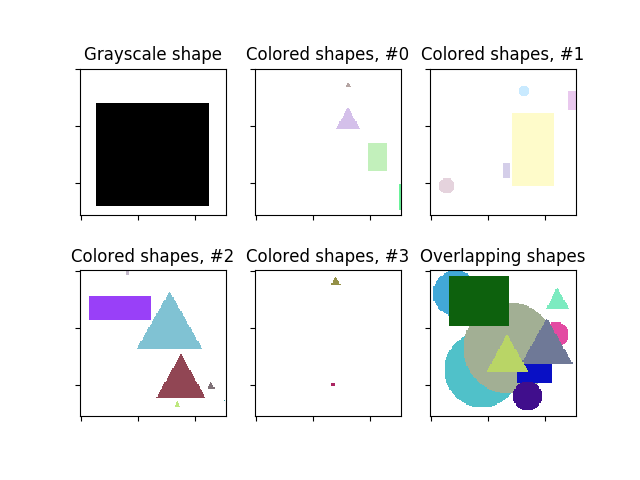 Grayscale shape
Colored shapes, #0
Colored shapes, #1
Colored shapes, #2
Colored shapes, #3
Overlapping shapes